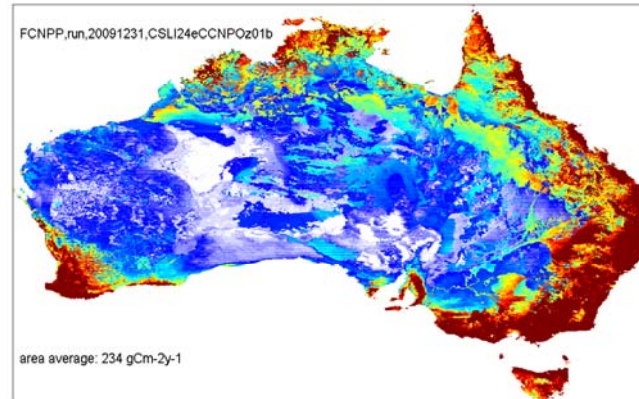 FCNPP,run,20091231,CSLI24eCCNPOz01b
area average: 234 gCm-2y-1